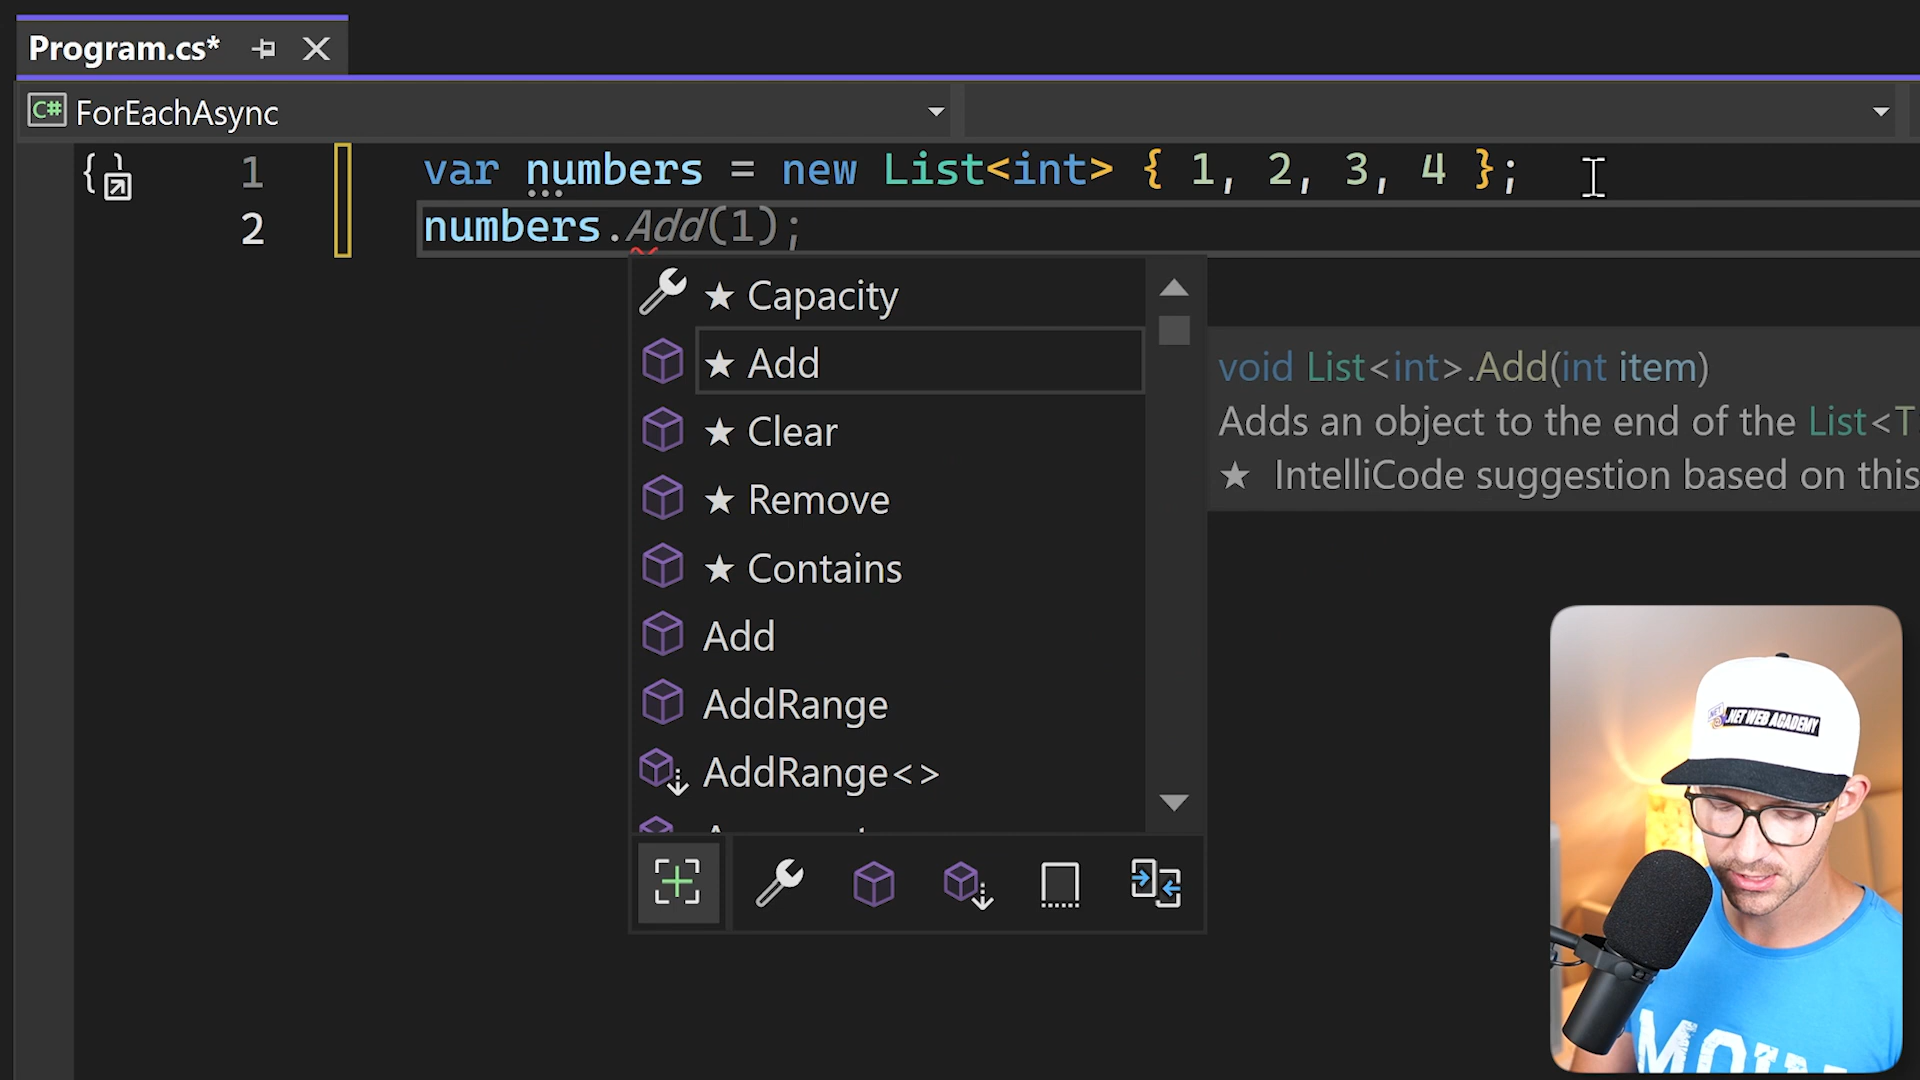 Program.cs*
C# ForEachAsync
1 var numbers = new List<int> { 1, 2, 3, 4 };
2 numbers.Add(1);
★ Capacity
★ Add
★ Clear
★ Remove
★ Contains
Add
AddRange
AddRange<>
void List<int>.Add(int item)
Adds an object to the end of the List<T
★ IntelliCode suggestion based on this
.NET WEB ACADEMY